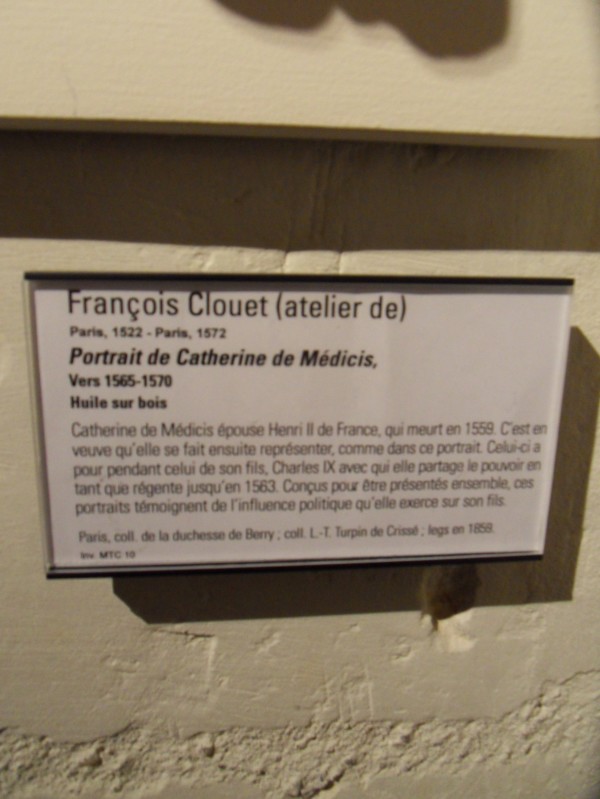 François Clouet (atelier de)
Paris, 1522 - Paris, 1572
Portrait de Catherine de Médicis,
Vers 1565-1570
Huile sur bois
Catherine de Médicis épouse Henri II de France, qui meurt en 1559. C'est en
veuve qu'elle se fait ensuite représenter, comme dans ce portrait. Celui-ci a
pour pendant celui de son fils, Charles IX avec qui elle partage le pouvoir en
tant que régente jusqu'en 1563. Conçus pour être présentés ensemble, ces
portraits témoignent de l'influence politique qu'elle exerce sur son fils.
Paris, coll. de la duchesse de Berry ; coll. L.-T. Turpin de Crissé ; legs en 1859.
Inv. MTC 10